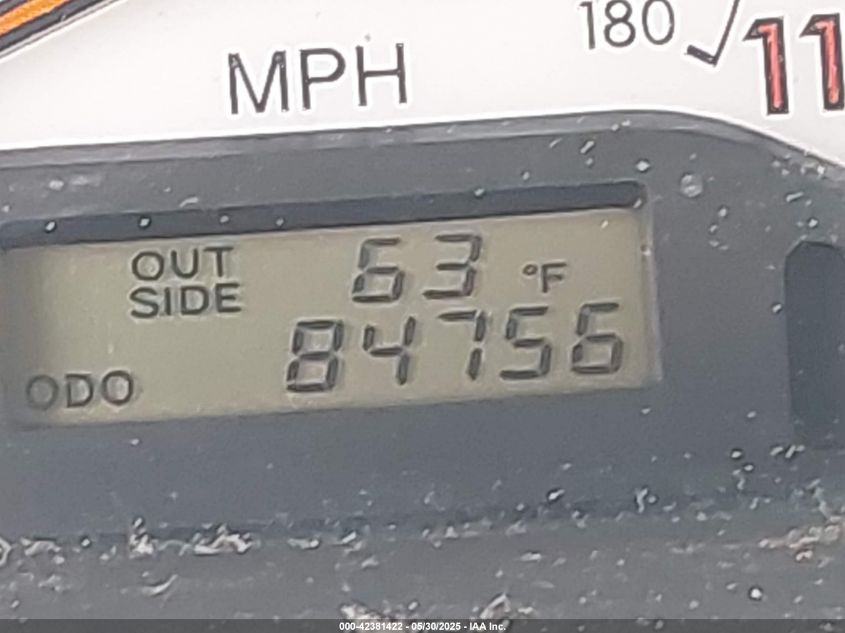 180
11
MPH
OUT SIDE 63 °F
ODO 84756
000-42381422 - 05/30/2025 - IAA Inc.